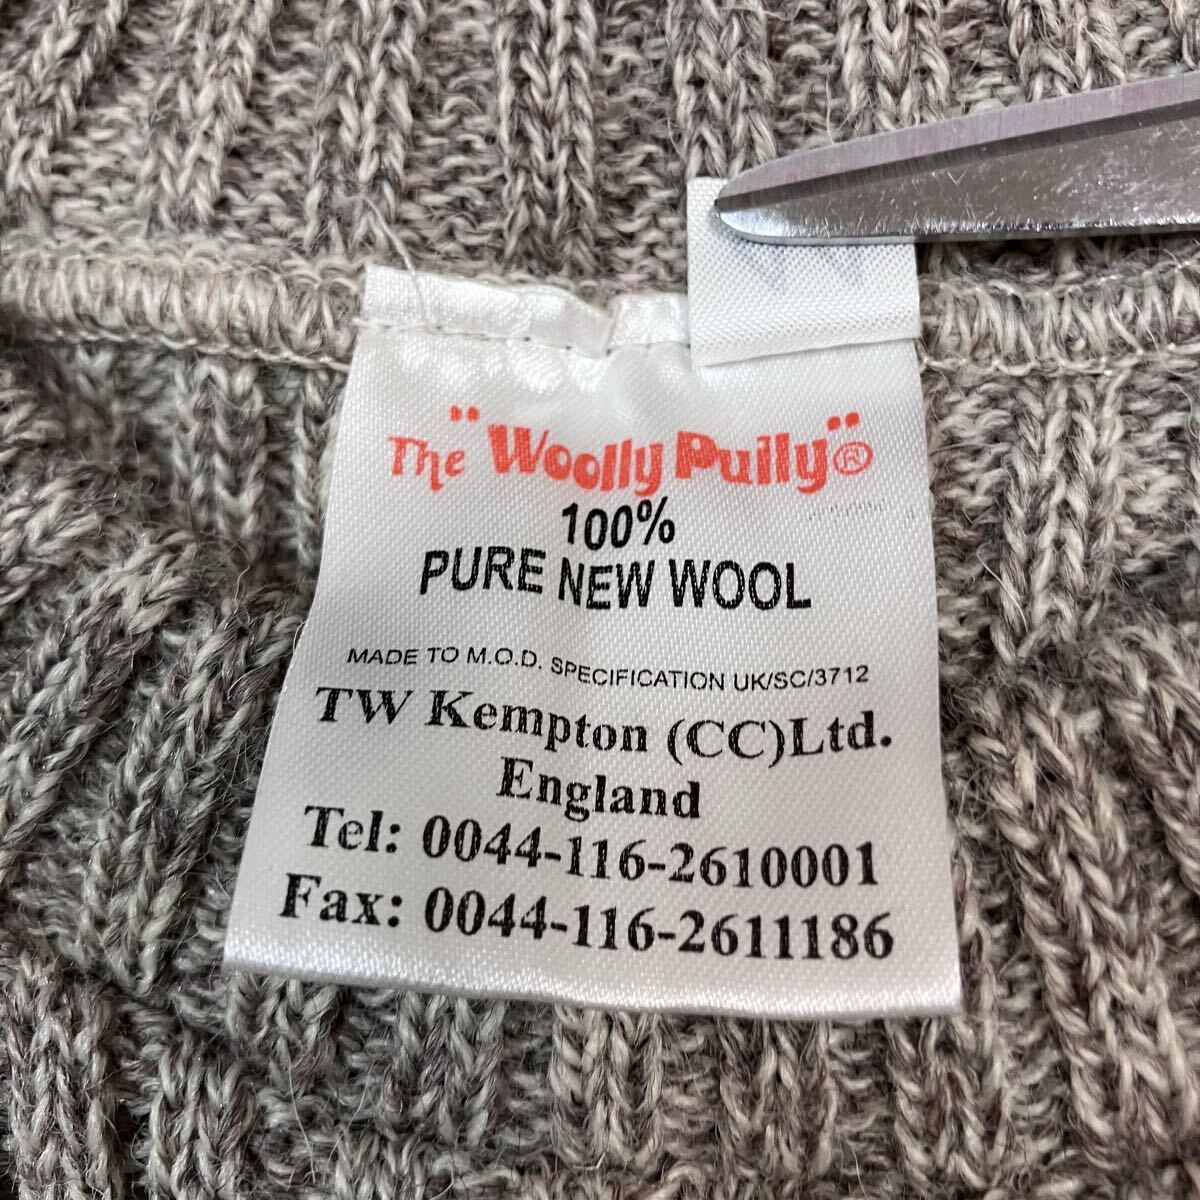 The "Woolly Pully"®
100%
PURE NEW WOOL
MADE TO M.O.D. SPECIFICATION UK/SC/3712
TW Kempton (CC)Ltd.
England
Tel: 0044-116-2610001
Fax: 0044-116-2611186